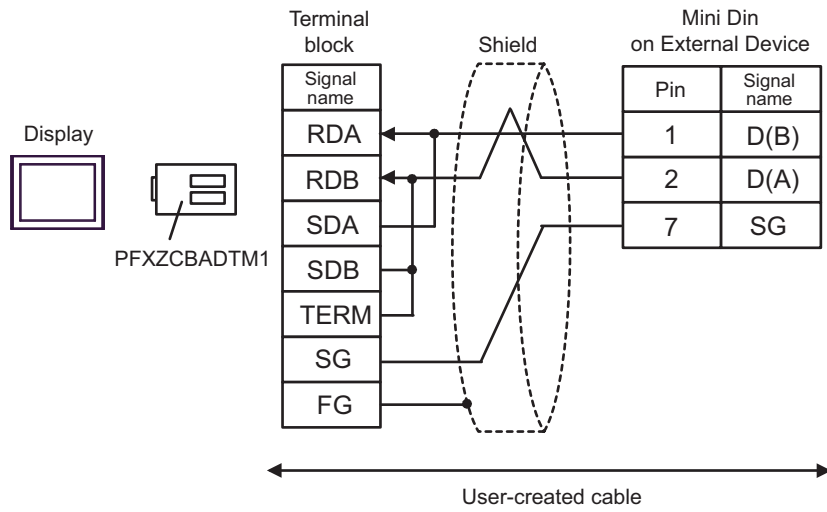 Terminal
block
Shield
Mini Din
on External Device
Signal
name
Pin
Signal
name
Display
RDA
1
D(B)
RDB
2
D(A)
SDA
7
SG
PFXZCBADTM1
SDB
TERM
SG
FG
User-created cable